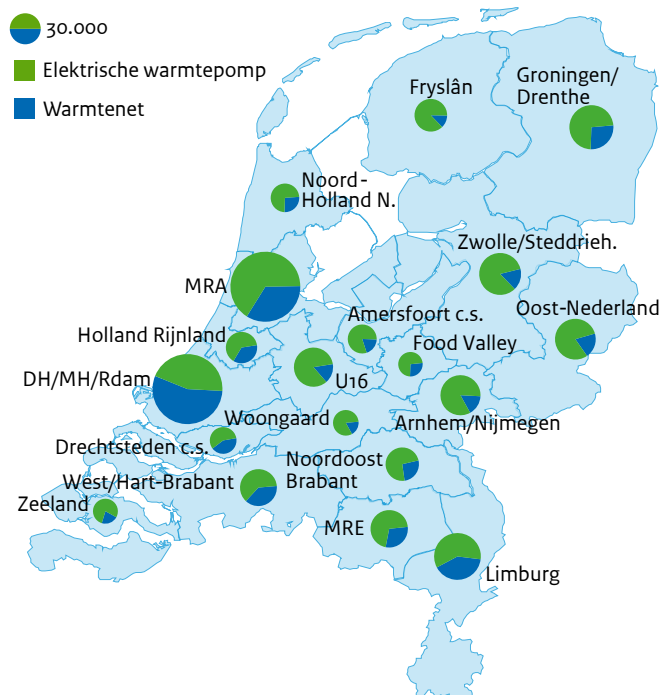 30.000
Elektrische warmtepomp
Warmtenet
Fryslân
Groningen/
Drenthe
Noord-
Holland N.
Zwolle/Steddrieh.
MRA
Oost-Nederland
Amersfoort c.s.
Holland Rijnland
Food Valley
DH/MH/Rdam
U16
Woongaard
Arnhem/Nijmegen
Drechtsteden c.s.
Noordoost
Brabant
West/Hart-Brabant
Zeeland
MRE
Limburg